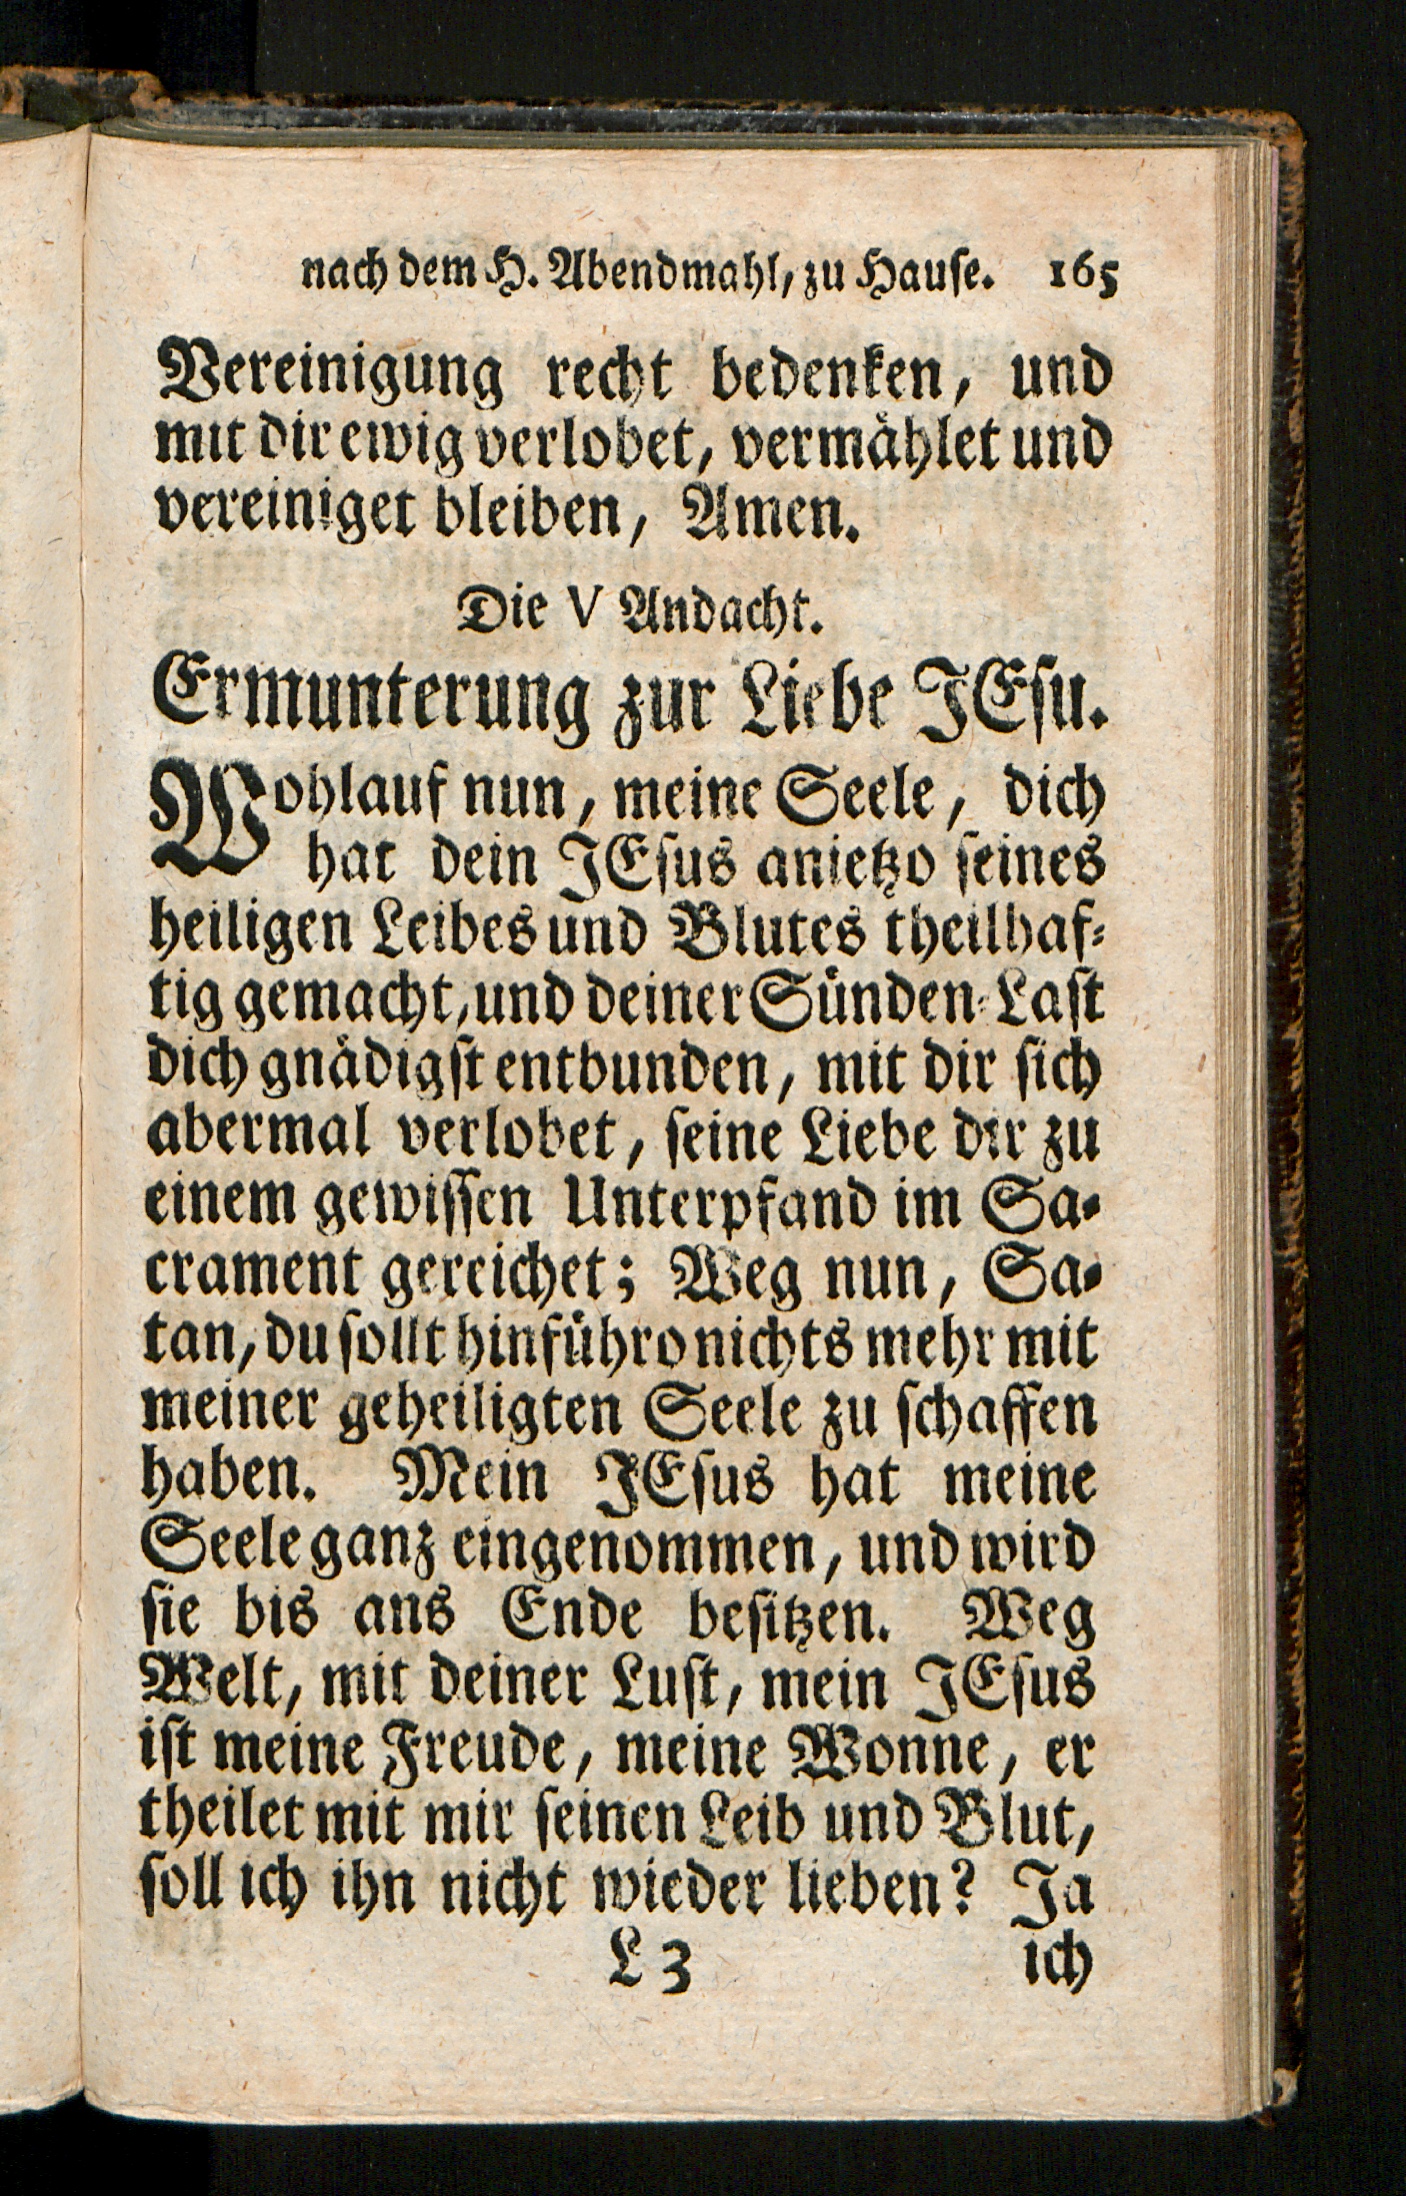 nach dem H. Abendmahl, zu Hause. 165
Vereinigung recht bedenken, und
mit dir ewig verlobet, vermählet und
vereiniget bleiben, Amen.
Die V Andacht.
Ermunterung zur Liebe JEsu.
Wohlauf nun, meine Seele, dich
hat dein JEsus anietzo seines
heiligen Leibes und Blutes theilhaf-
tig gemacht, und deiner Sünden-Last
dich gnädigst entbunden, mit dir sich
abermal verlobet, seine Liebe dir zu
einem gewissen Unterpfand im Sa-
crament gereichet; Weg nun, Sa-
tan, du sollt hinführo nichts mehr mit
meiner geheiligten Seele zu schaffen
haben. Mein JEsus hat meine
Seele ganz eingenommen, und wird
sie bis ans Ende besitzen. Weg
Welt, mit deiner Lust, mein JEsus
ist meine Freude, meine Wonne, er
theilet mit mir seinen Leib und Blut,
soll ich ihn nicht wieder lieben? Ja
L 3 ich